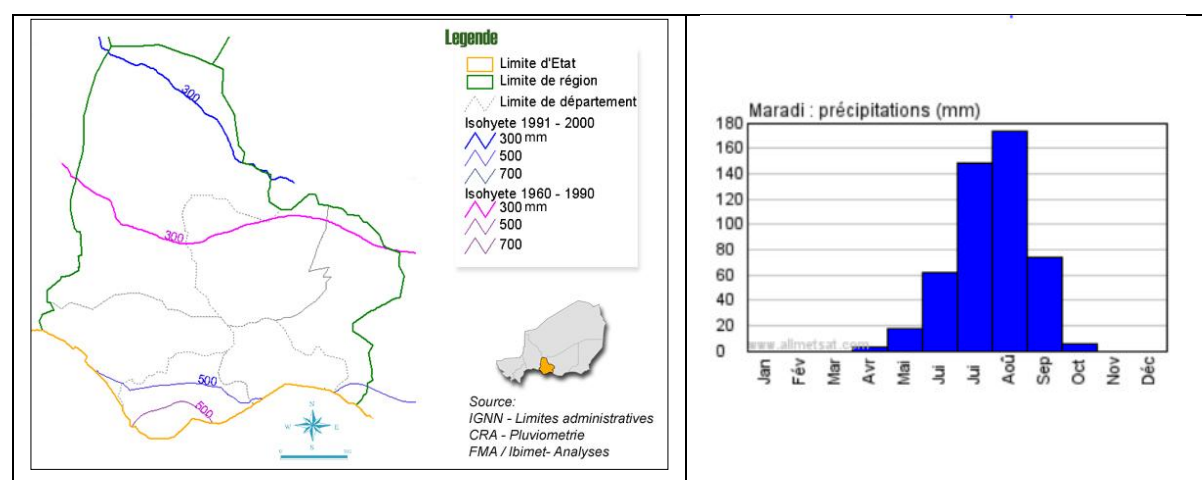 Legende
Limite d'Etat
Limite de région
Limite de département
Isohyete 1991 - 2000
300 mm
500
700
Isohyete 1960 - 1990
300 mm
500
700
300
300
500
500
N
W E
S
0
Source:
IGNN - Limites administratives
CRA - Pluviometrie
FMA / Ibimet- Analyses
Maradi : précipitations (mm)
180
160
140
120
100
80
60
40
20
0
www.allmetsat.com
Jan Fév Mar Avr Mai Jui Jui Aoû Sep Oct Nov Déc